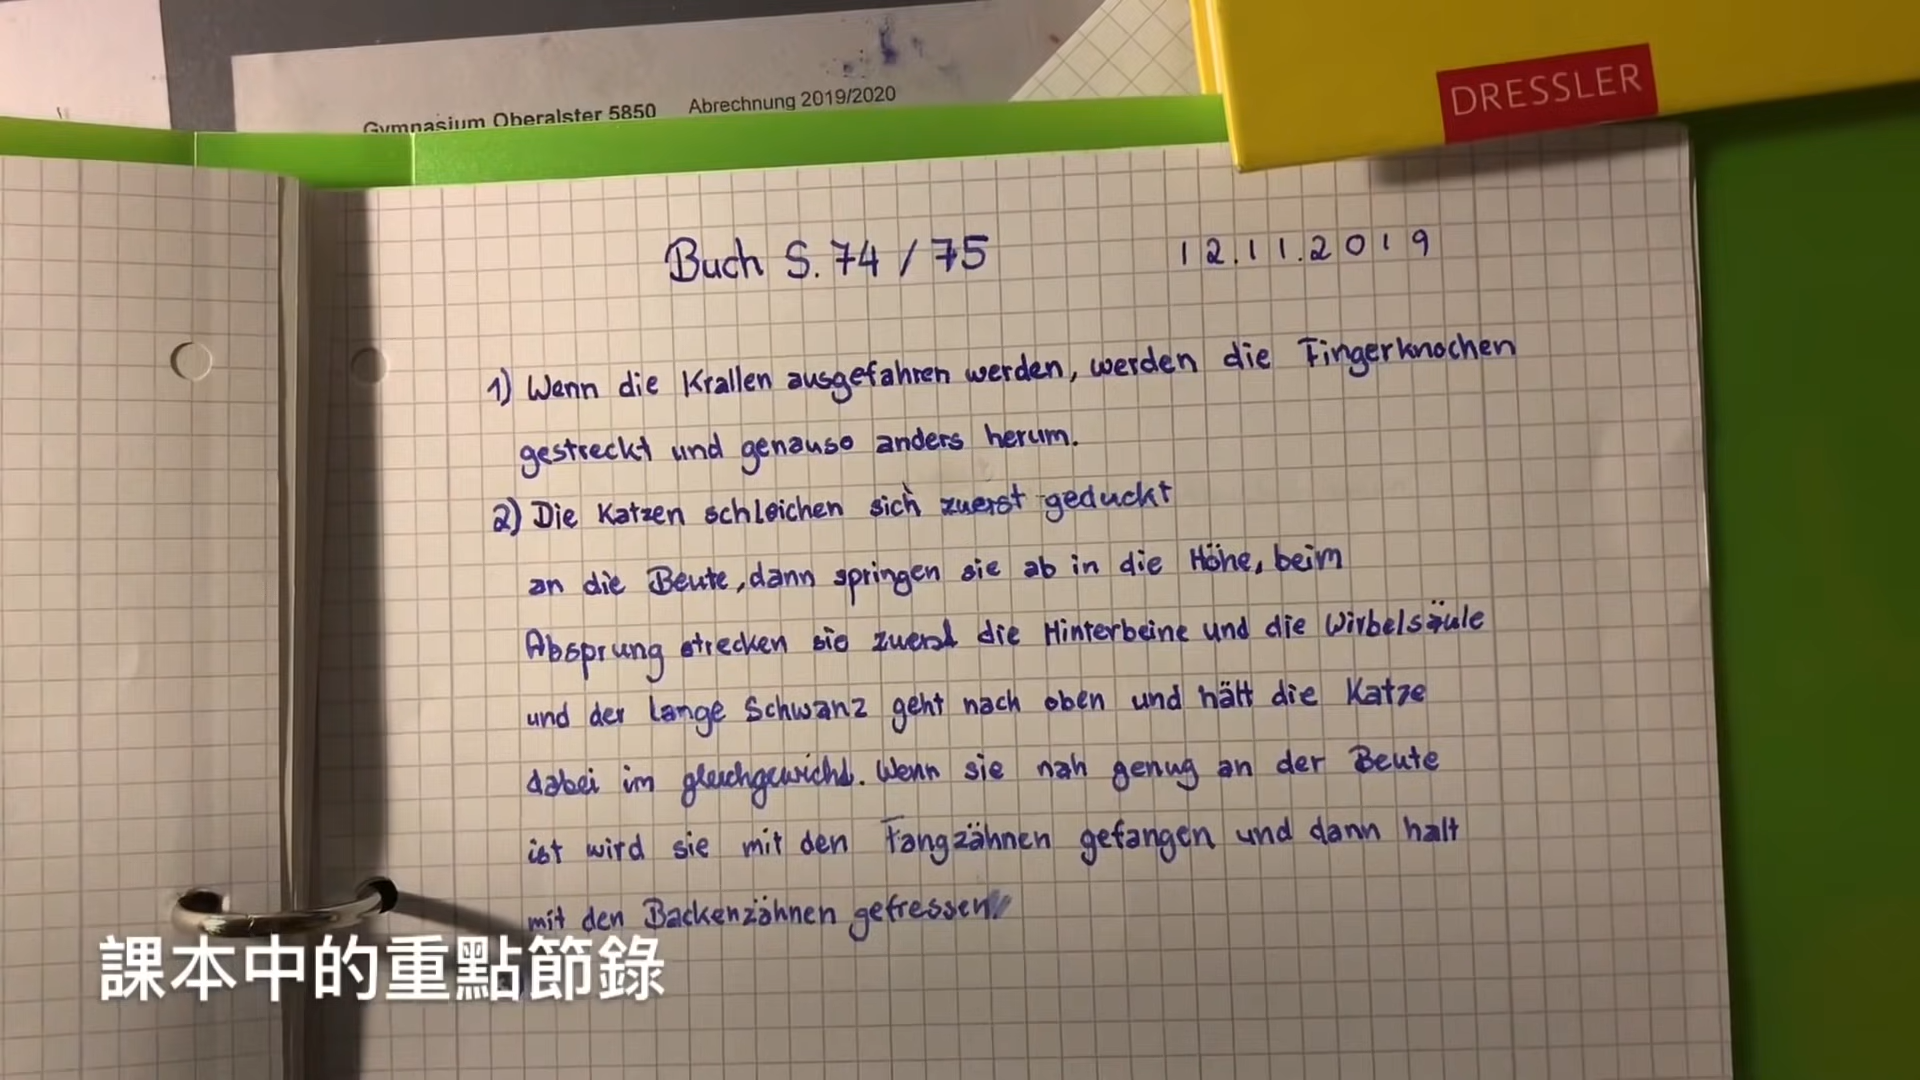 Gymnasium Oberalster 5850 Abrechnung 2019/2020
DRESSLER
Buch S. 74 / 75 12.11.2019
1) Wenn die Krallen ausgefahren werden, werden die Fingerknochen
gestreckt und genauso anders herum.
2) Die Katzen schleichen sich zuerst geduckt
an die Beute, dann springen sie ab in die Höhe, beim
Absprung strecken sie zuerst die Hinterbeine und die Wirbelsäule
und der lange Schwanz geht nach oben und hält die Katze
dabei im gleichgewicht. Wenn sie nah genug an der Beute
ist wird sie mit den Fangzähnen gefangen und dann halt
mit den Backenzähnen gefressen
課本中的重點節錄